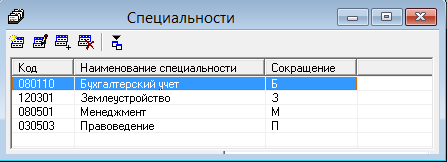 Специальности
Код Наименование специальности Сокращение
080110 Бухгалтерский учет Б
120301 Землеустройство З
080501 Менеджмент М
030503 Правоведение П